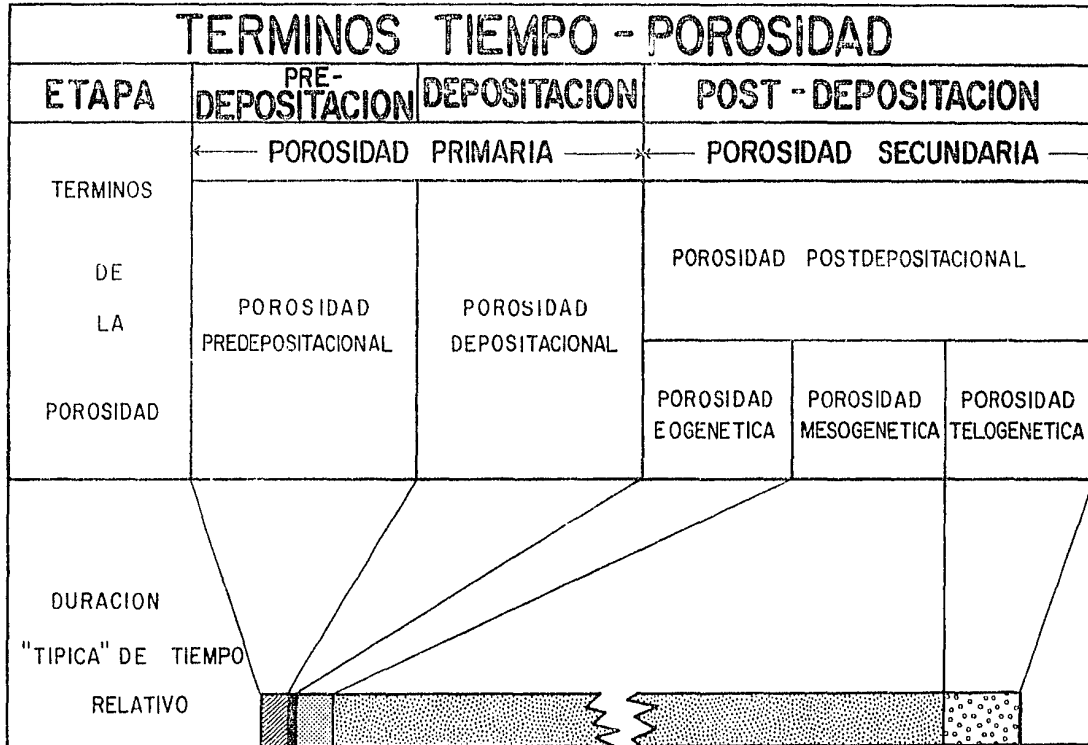 TERMINOS TIEMPO - POROSIDAD
ETAPA
PRE-
DEPOSITACION
DEPOSITACION
POST - DEPOSITACION
POROSIDAD PRIMARIA
POROSIDAD SECUNDARIA
TERMINOS
DE
LA
POROSIDAD
POROSIDAD
PREDEPOSITACIONAL
POROSIDAD
DEPOSITACIONAL
POROSIDAD POSTDEPOSITACIONAL
POROSIDAD
EOGENETICA
POROSIDAD
MESOGENETICA
POROSIDAD
TELOGENETICA
DURACION
"TIPICA" DE TIEMPO
RELATIVO